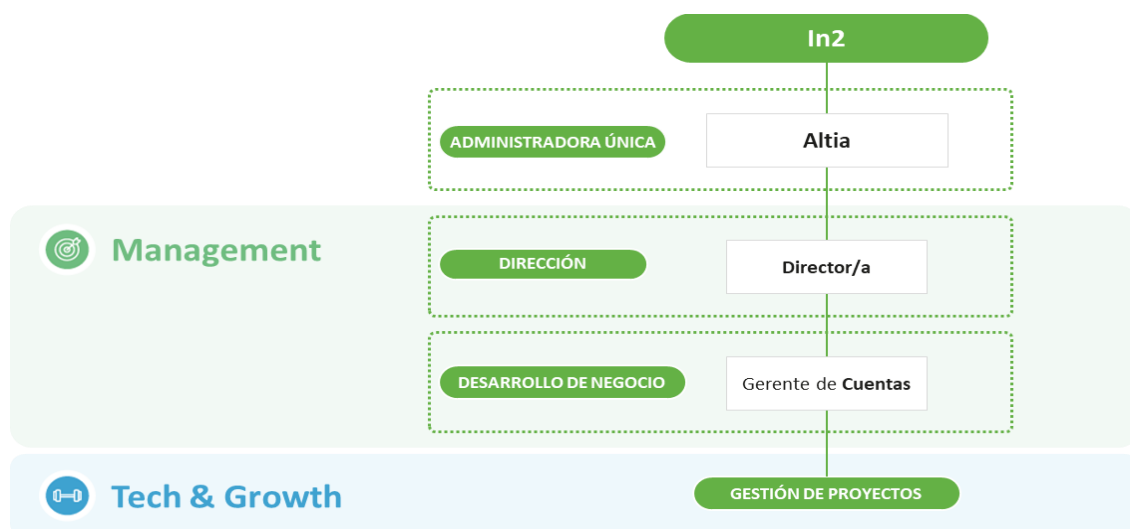 In2
ADMINISTRADORA ÚNICA
Altia
Management
DIRECCIÓN
Director/a
DESARROLLO DE NEGOCIO
Gerente de Cuentas
Tech & Growth
GESTIÓN DE PROYECTOS